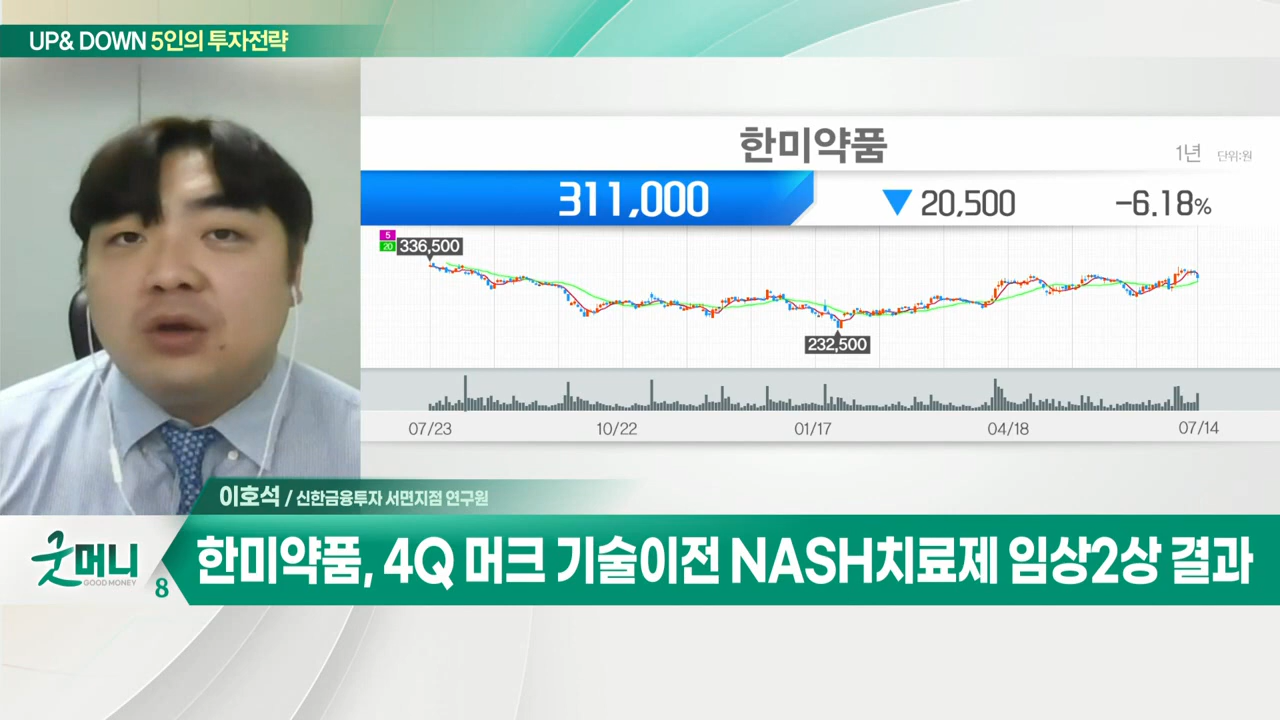 UP& DOWN 5인의 투자전략
한미약품
1년 단위:원
311,000 ▼ 20,500 -6.18%
5
20
336,500
232,500
07/23 10/22 01/17 04/18 07/14
이호석 / 신한금융투자 서면지점 연구원
굿머니
GOOD MONEY
8
한미약품, 4Q 머크 기술이전 NASH치료제 임상2상 결과